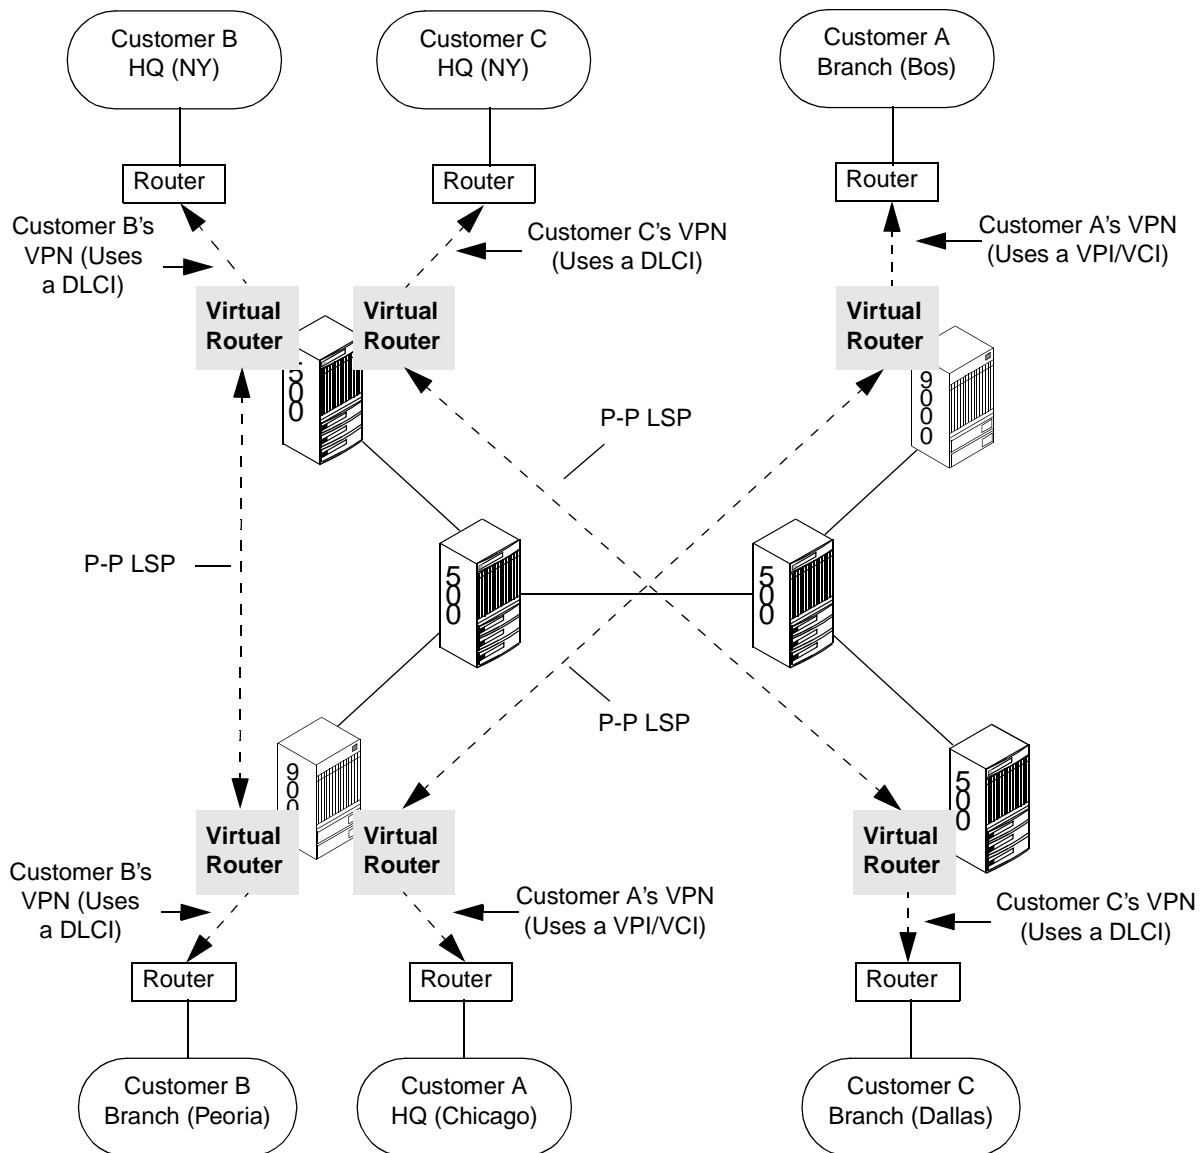 Customer B
HQ (NY)
Customer C
HQ (NY)
Customer A
Branch (Bos)
Router
Router
Router
Customer B's
VPN (Uses
a DLCI)
Customer C's VPN
(Uses a DLCI)
Customer A's VPN
(Uses a VPI/VCI)
Virtual
Router
Virtual
Router
Virtual
Router
500
9000
P-P LSP
P-P LSP
500
500
P-P LSP
900
500
Virtual
Router
Virtual
Router
Virtual
Router
Customer B's
VPN (Uses
a DLCI)
Customer A's VPN
(Uses a VPI/VCI)
Customer C's VPN
(Uses a DLCI)
Router
Router
Router
Customer B
Branch (Peoria)
Customer A
HQ (Chicago)
Customer C
Branch (Dallas)